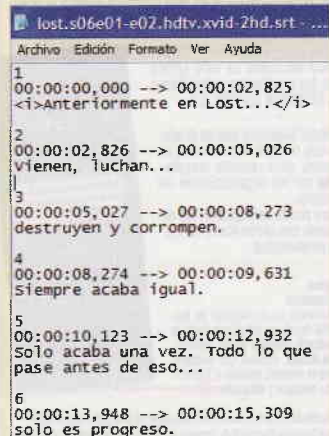 lost.s06e01-e02.hdtv.xvid-2hd.srt - ...
Archivo Edición Formato Ver Ayuda
1
00:00:00,000 --> 00:00:02,825
<i>Anteriormente en Lost...</i>
2
00:00:02,826 --> 00:00:05,026
Vienen, luchan...
3
00:00:05,027 --> 00:00:08,273
destruyen y corrompen.
4
00:00:08,274 --> 00:00:09,631
Siempre acaba igual.
5
00:00:10,123 --> 00:00:12,932
Solo acaba una vez. Todo lo que
pase antes de eso...
6
00:00:13,948 --> 00:00:15,309
solo es progreso.